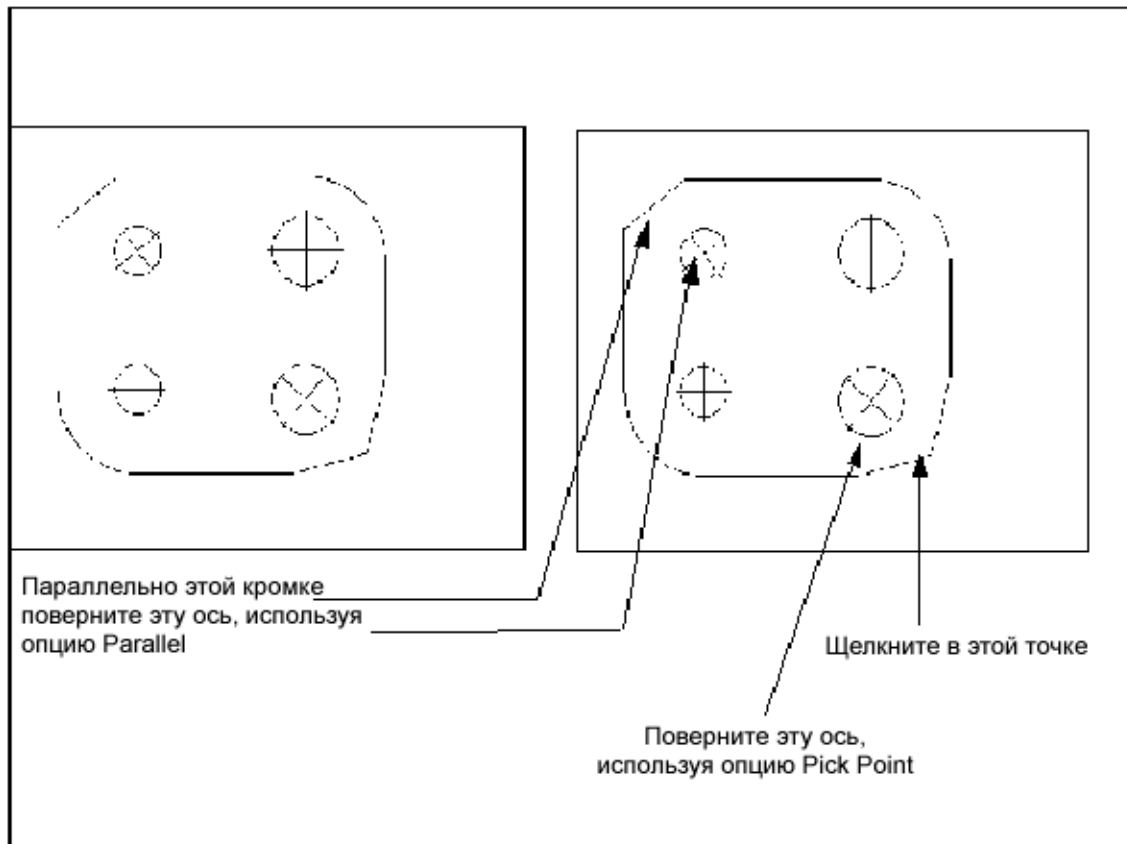 Параллельно этой кромке
поверните эту ось, используя
опцию Parallel
Щелкните в этой точке
Поверните эту ось,
используя опцию Pick Point